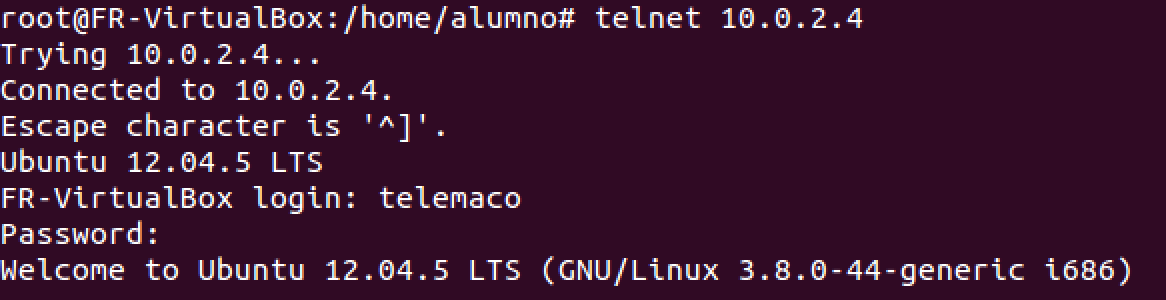 root@FR-VirtualBox:/home/alumno# telnet 10.0.2.4
Trying 10.0.2.4...
Connected to 10.0.2.4.
Escape character is '^]'.
Ubuntu 12.04.5 LTS
FR-VirtualBox login: telemaco
Password:
Welcome to Ubuntu 12.04.5 LTS (GNU/Linux 3.8.0-44-generic i686)